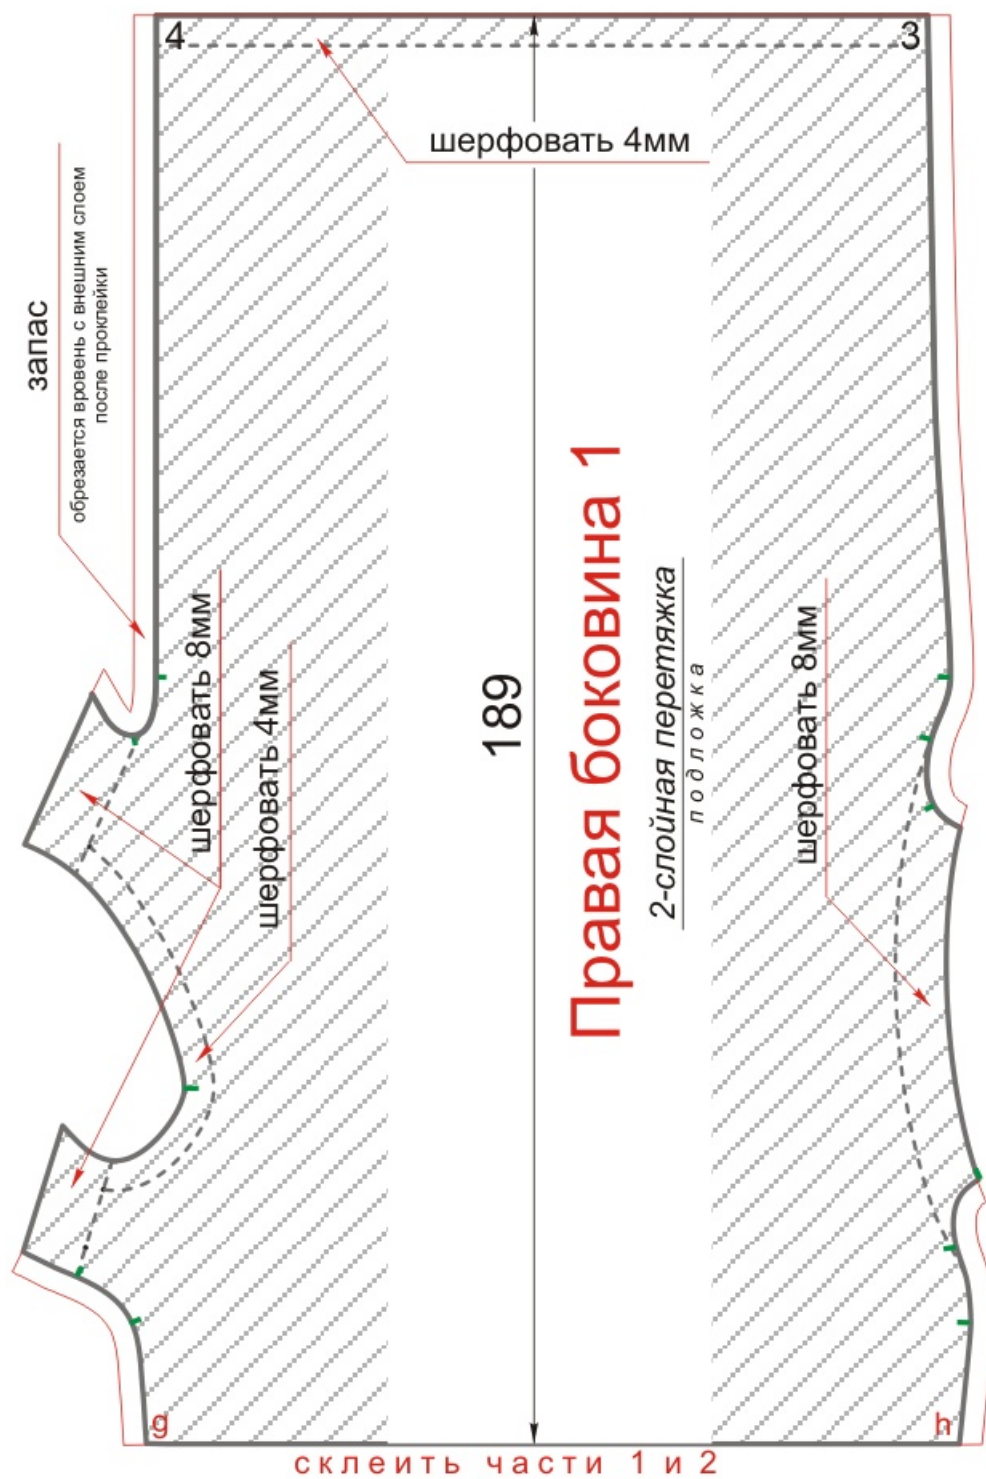 4
3
шерфовать 4мм
запас
обрезается вровень с внешним слоем
после проклейки
шерфовать 8мм
шерфовать 4мм
189
Правая боковина 1
2-слойная перетяжка
подложка
шерфовать 8мм
g
h
склеить части 1 и 2